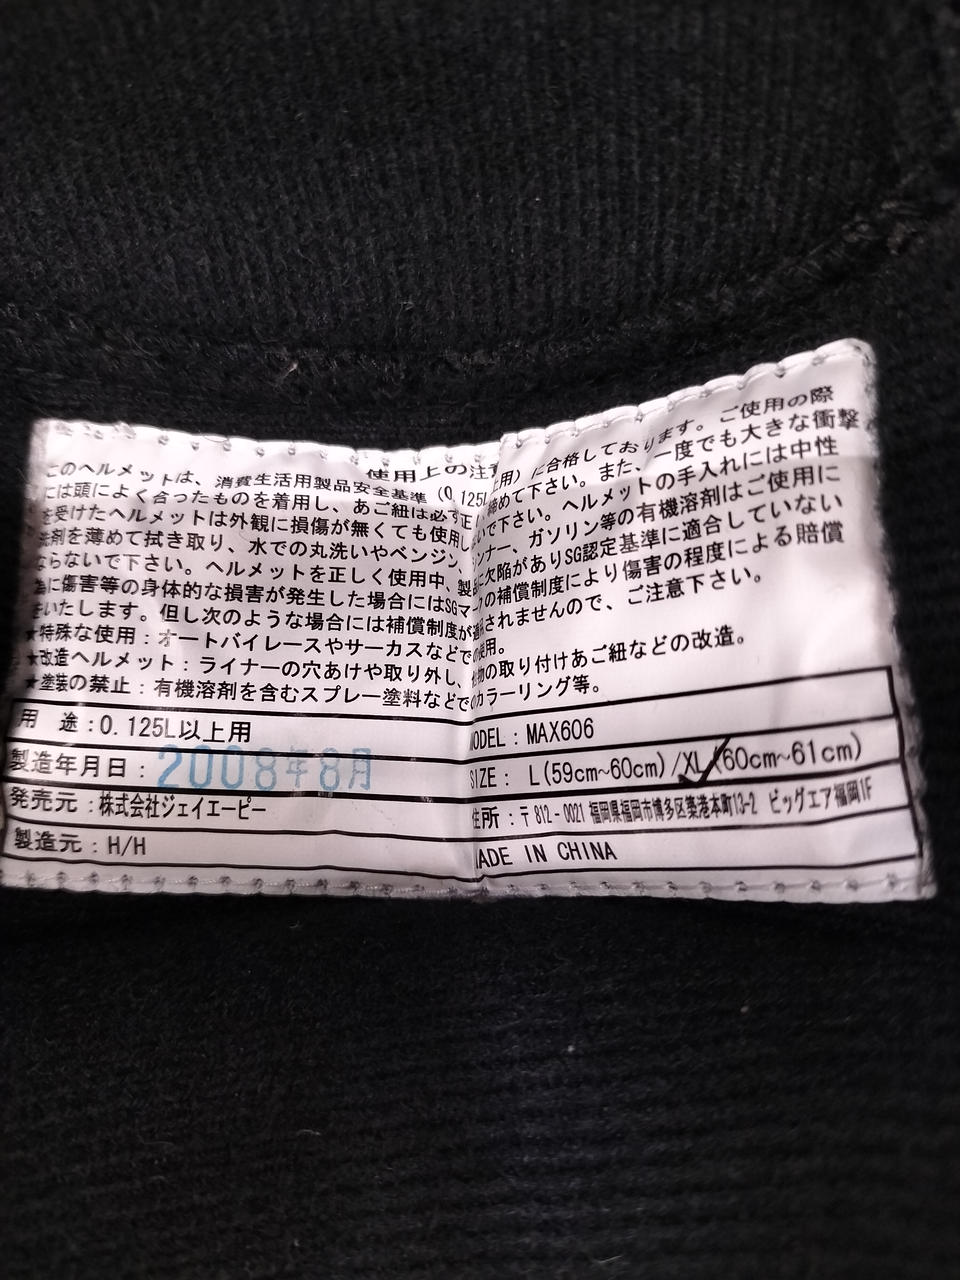 使用上の注意
このヘルメットは、消費生活用製品安全基準(0.125L 上用)に合格しております。ご使用の際
には頭によく合ったものを着用し、あご紐は必ず正 締めて下さい。また、一度でも大きな衝撃
を受けたヘルメットは外観に損傷が無くても使用し いで下さい。ヘルメットの手入れには中性
洗剤を薄めて拭き取り、水での丸洗いやベンジン、 ンナー、ガソリン等の有機溶剤はご使用に
ならないで下さい。ヘルメットを正しく使用中、製 に欠陥がありSG認定基準に適合していない
為に傷害等の身体的な損害が発生した場合にはSGマークの補償制度により傷害の程度による賠償
をいたします。但し次のような場合には補償制度が適用されませんので、ご注意下さい。
★特殊な使用:オートバイレースやサーカスなどでの使用。
★改造ヘルメット:ライナーの穴あけや取り外し、 物の取り付けあご紐などの改造。
★塗装の禁止:有機溶剤を含むスプレー塗料などでのカラーリング等。
用 途:0.125L以上用 MODEL:MAX606
製造年月日:2008年8月 SIZE: L(59cm~60cm)/XL(60cm~61cm)
発売元:株式会社ジェイエーピー 住所:〒812-0021 福岡県福岡市博多区築港本町13-2 ビッグエア福岡1F
製造元:H/H MADE IN CHINA